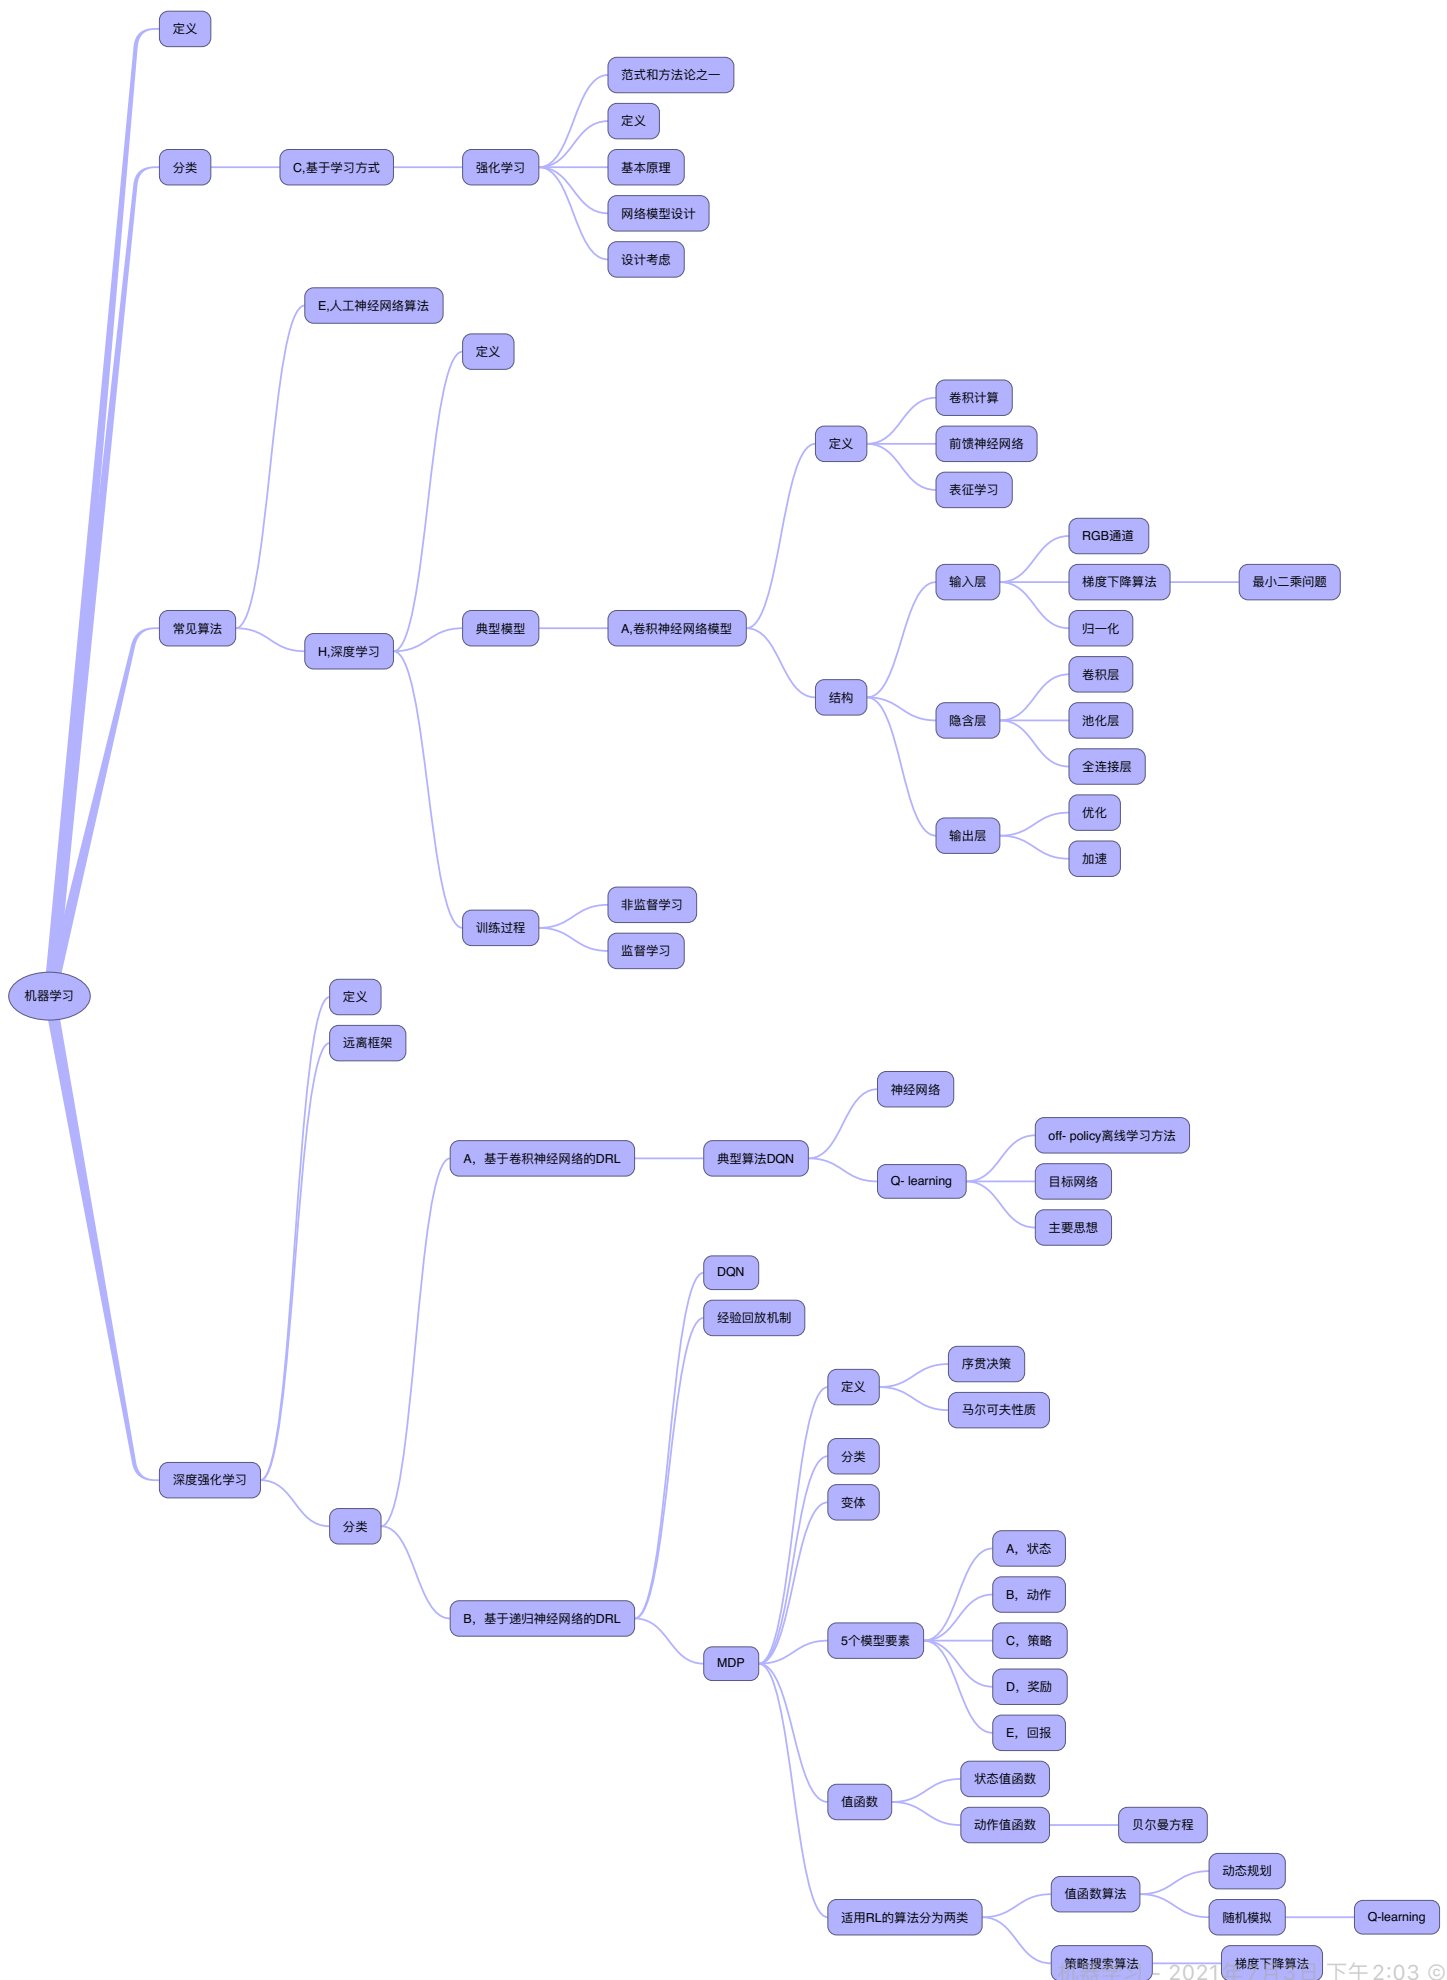 定义
范式和方法论之一
定义
分类
C,基于学习方式
强化学习
基本原理
网络模型设计
设计考虑
E,人工神经网络算法
定义
卷积计算
定义
前馈神经网络
表征学习
RGB通道
输入层
梯度下降算法
最小二乘问题
常见算法
典型模型
A,卷积神经网络模型
归一化
H,深度学习
卷积层
结构
隐含层
池化层
全连接层
优化
输出层
加速
非监督学习
训练过程
监督学习
机器学习
定义
远离框架
神经网络
off- policy离线学习方法
A，基于卷积神经网络的DRL
典型算法DQN
Q- learning
目标网络
主要思想
DQN
经验回放机制
序贯决策
定义
马尔可夫性质
分类
深度强化学习
变体
分类
A，状态
B，动作
B，基于递归神经网络的DRL
5个模型要素
C，策略
MDP
D，奖励
E，回报
状态值函数
值函数
动作值函数
贝尔曼方程
动态规划
值函数算法
适用RL的算法分为两类
随机模拟
Q-learning
策略搜索算法
梯度下降算法
2021 下午2:03 ©